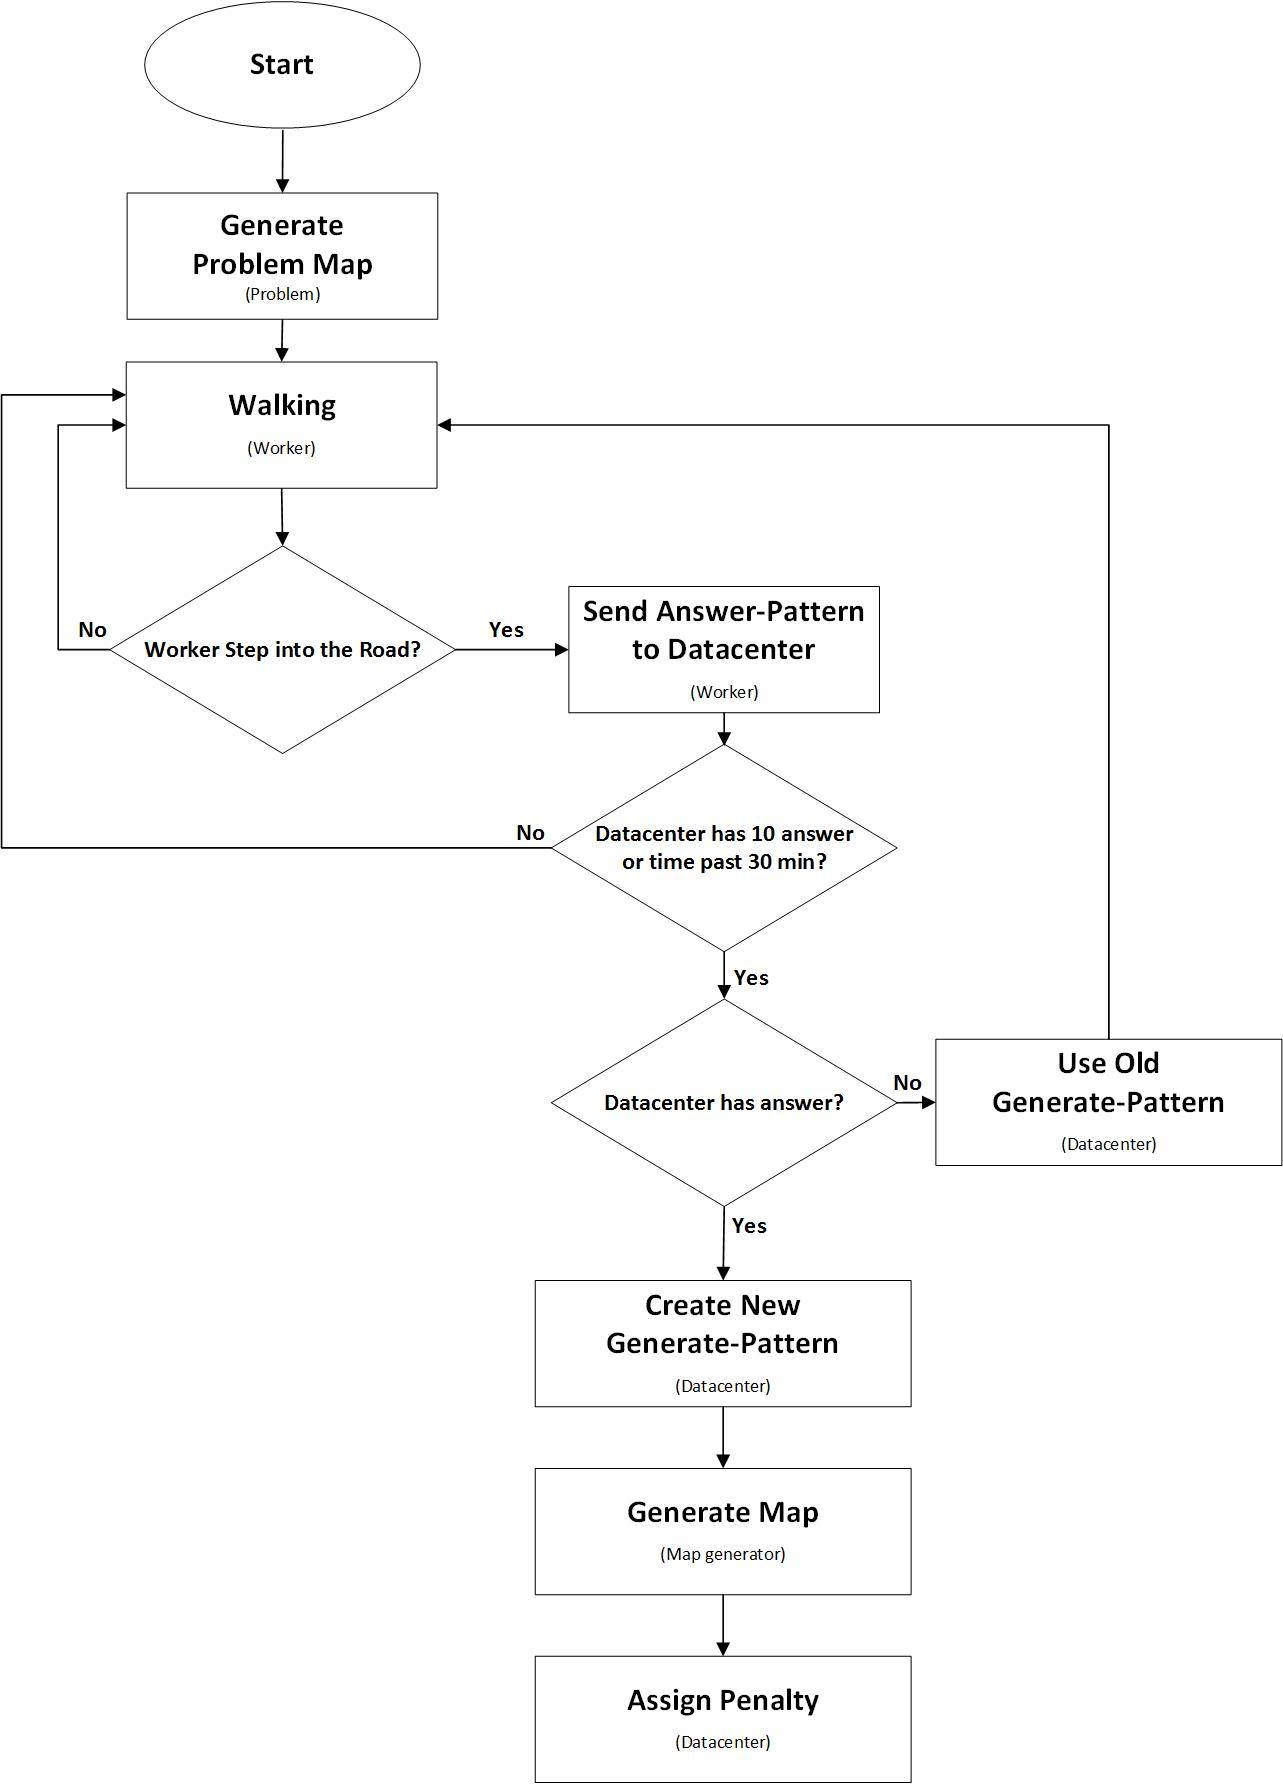 Start
Generate
Problem Map
(Problem)
Walking
(Worker)
No
Worker Step into the Road?
Yes
Send Answer-Pattern
to Datacenter
(Worker)
No
Datacenter has 10 answer
or time past 30 min?
Yes
Datacenter has answer?
No
Use Old
Generate-Pattern
(Datacenter)
Yes
Create New
Generate-Pattern
(Datacenter)
Generate Map
(Map generator)
Assign Penalty
(Datacenter)